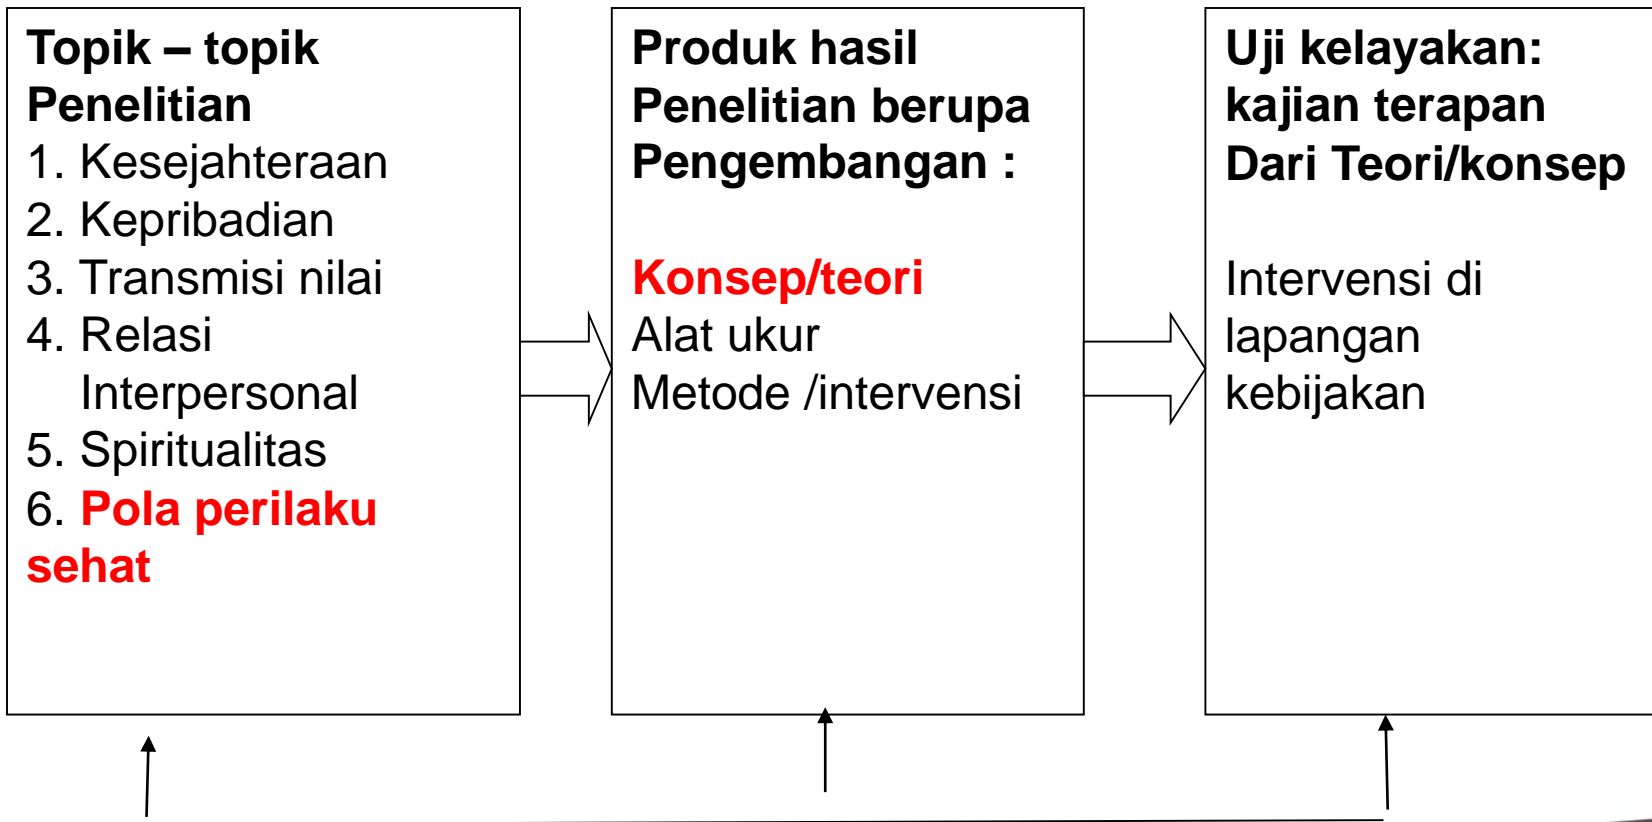 Topik – topik
Penelitian
1. Kesejahteraan
2. Kepribadian
3. Transmisi nilai
4. Relasi
Interpersonal
5. Spiritualitas
6. Pola perilaku
sehat
Produk hasil
Penelitian berupa
Pengembangan :
Konsep/teori
Alat ukur
Metode /intervensi
Uji kelayakan:
kajian terapan
Dari Teori/konsep
Intervensi di
lapangan
kebijakan